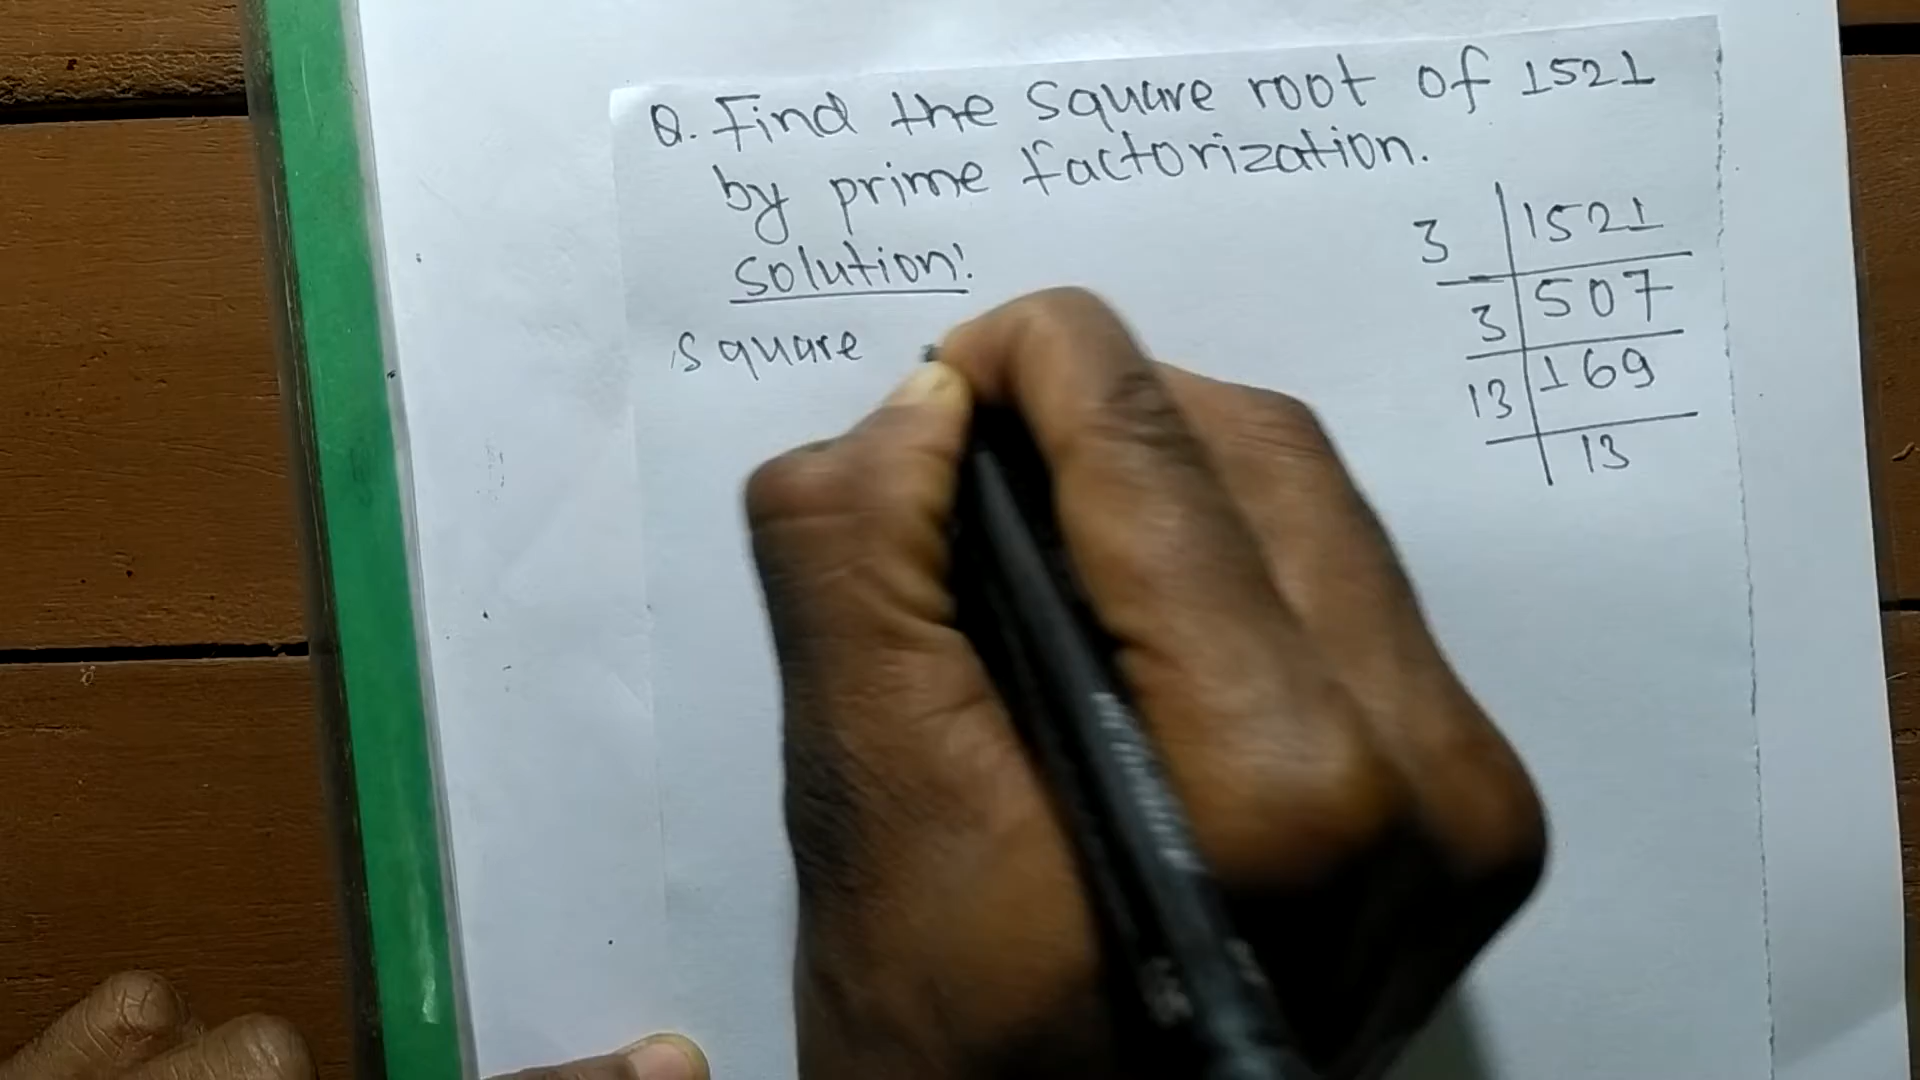 Q. Find the square root of 1521
by prime factorization.
solution:
square
3 | 1521
3 | 507
13 | 169
| 13